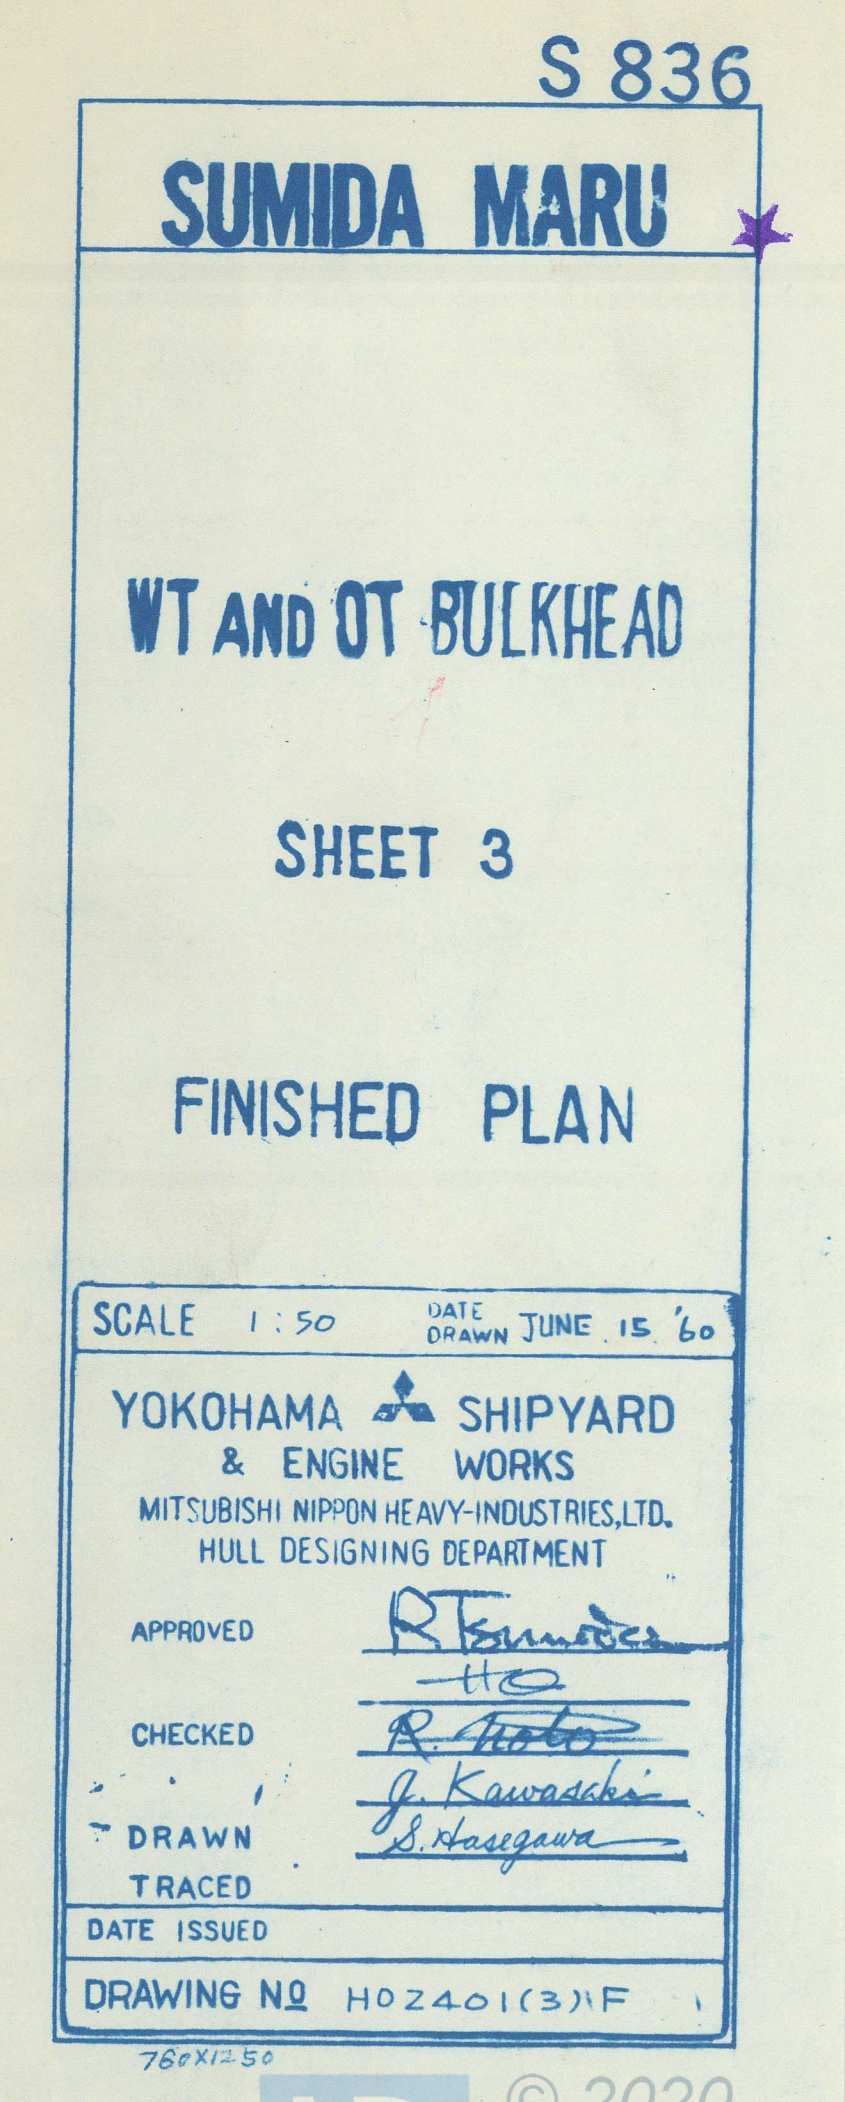 S 836
SUMIDA MARU
WT AND OT BULKHEAD
SHEET 3
FINISHED PLAN
SCALE 1:50 DATE DRAWN JUNE 15 '60
YOKOHAMA SHIPYARD
& ENGINE WORKS
MITSUBISHI NIPPON HEAVY-INDUSTRIES,LTD.
HULL DESIGNING DEPARTMENT
APPROVED
CHECKED R.
J. Kawasaki
DRAWN S. Hasegawa
TRACED
DATE ISSUED
DRAWING No H02401(3)F
760X1250
© 2020